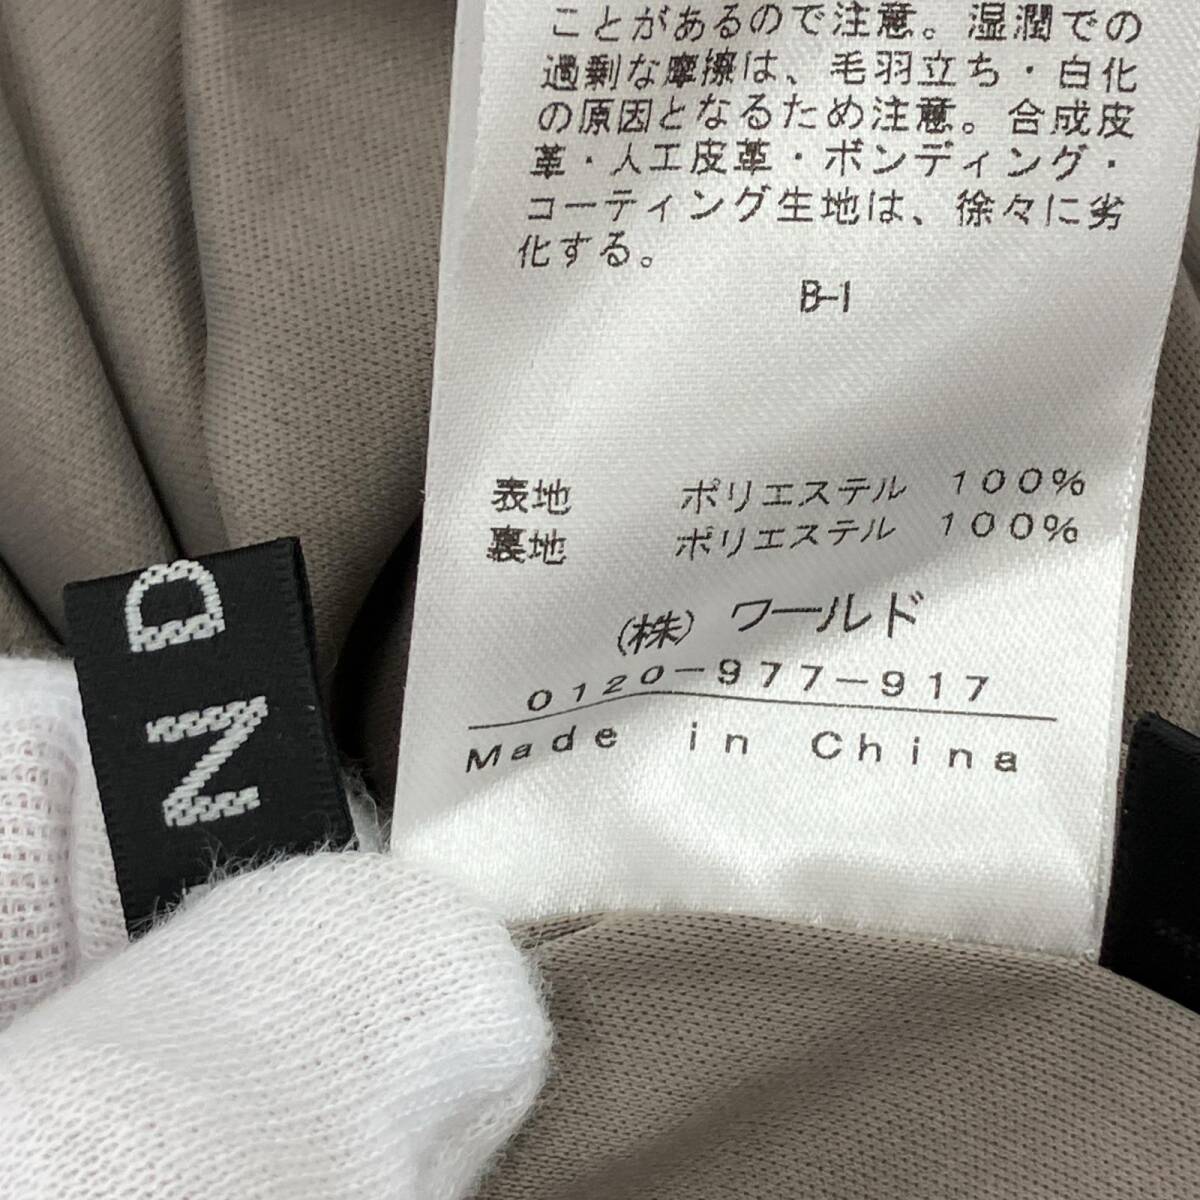 ことがあるので注意。湿潤での
過剰な摩擦は、毛羽立ち・白化
の原因となるため注意。合成皮
革・人工皮革・ボンディング・
コーティング生地は、徐々に劣
化する。
B-1
表地 ポリエステル 100%
裏地 ポリエステル 100%
(株) ワールド
0120-977-917
Made in China
N D